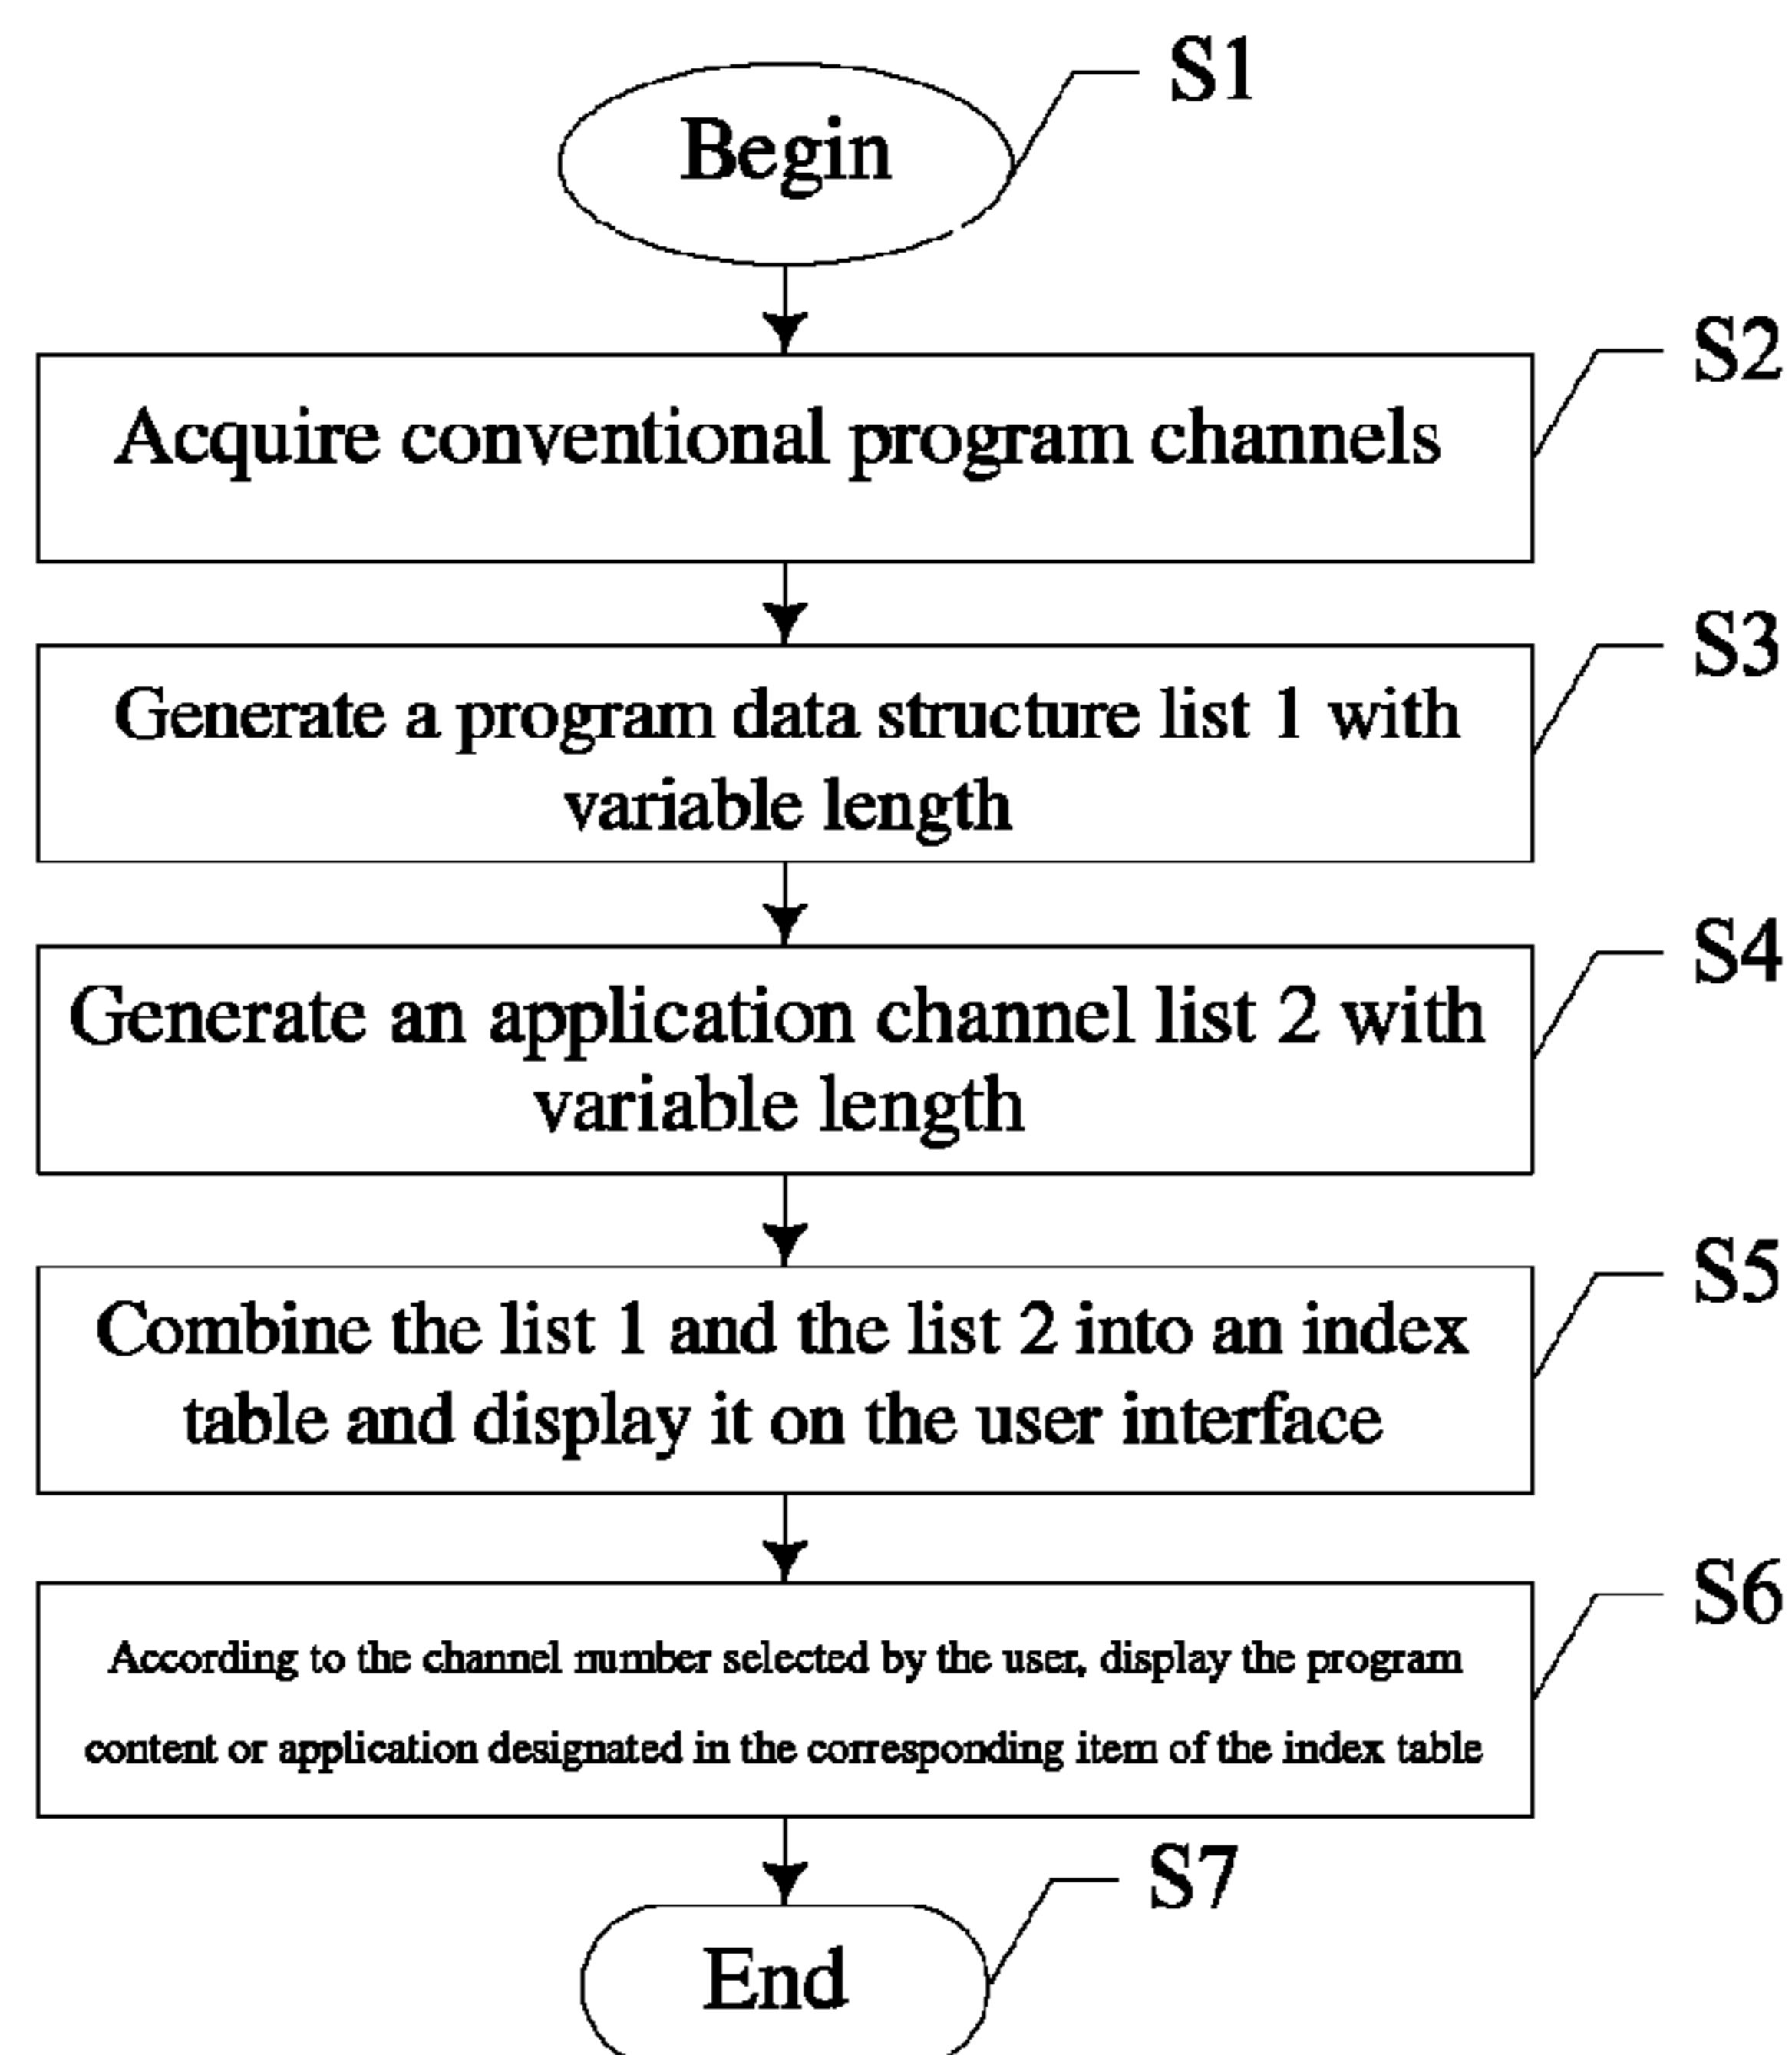 S1
Begin
S2
Acquire conventional program channels
S3
Generate a program data structure list 1 with
variable length
S4
Generate an application channel list 2 with
variable length
S5
Combine the list 1 and the list 2 into an index
table and display it on the user interface
S6
According to the channel number selected by the user, display the program
content or application designated in the corresponding item of the index table
S7
End